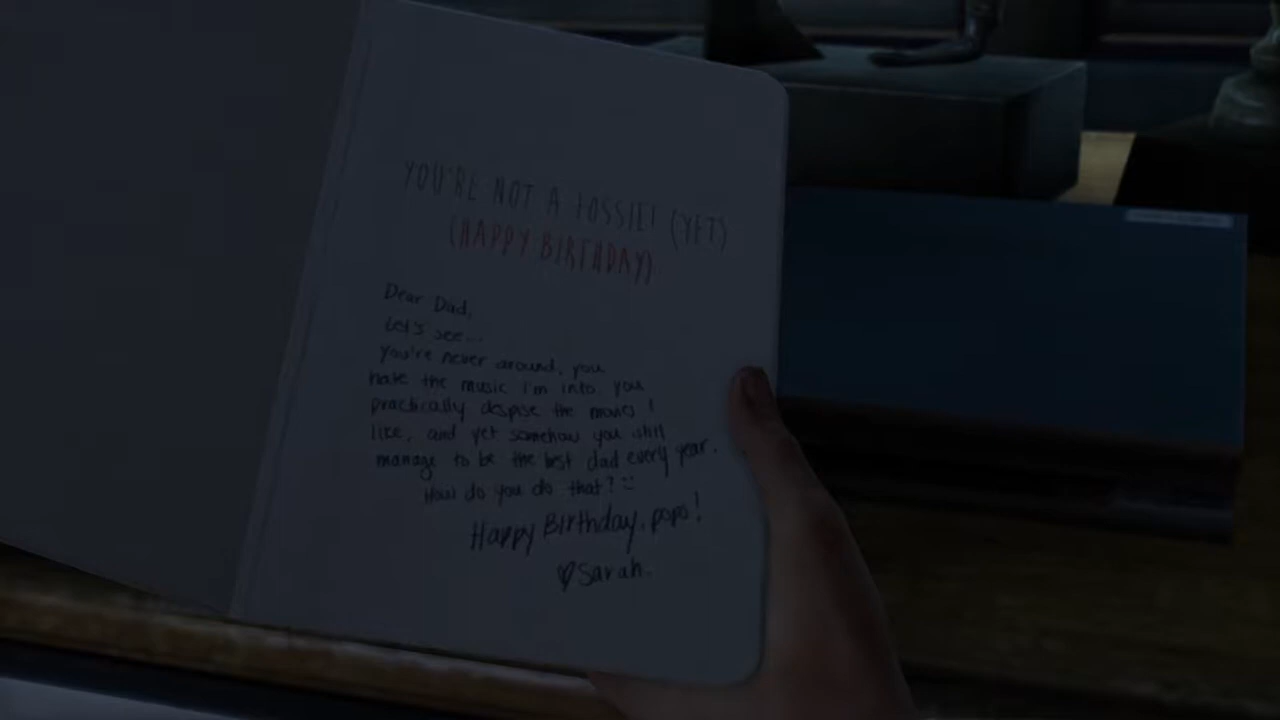 YOU'RE NOT A FOSSIL! (YET)
(HAPPY BIRTHDAY)
Dear Dad,
Let's see...
You're never around, you
hate the music I'm into you
practically despise the movies I
like, and yet somehow you still
manage to be the best dad every year.
How do you do that? :)
Happy Birthday, papa!
♡Sarah.